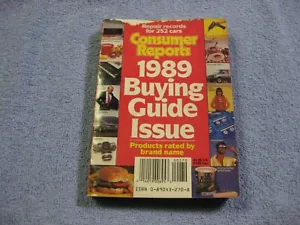 Repair records
for 252 cars
Consumer
Reports
1989
Buying
Guide
Issue
Products rated by
brand name